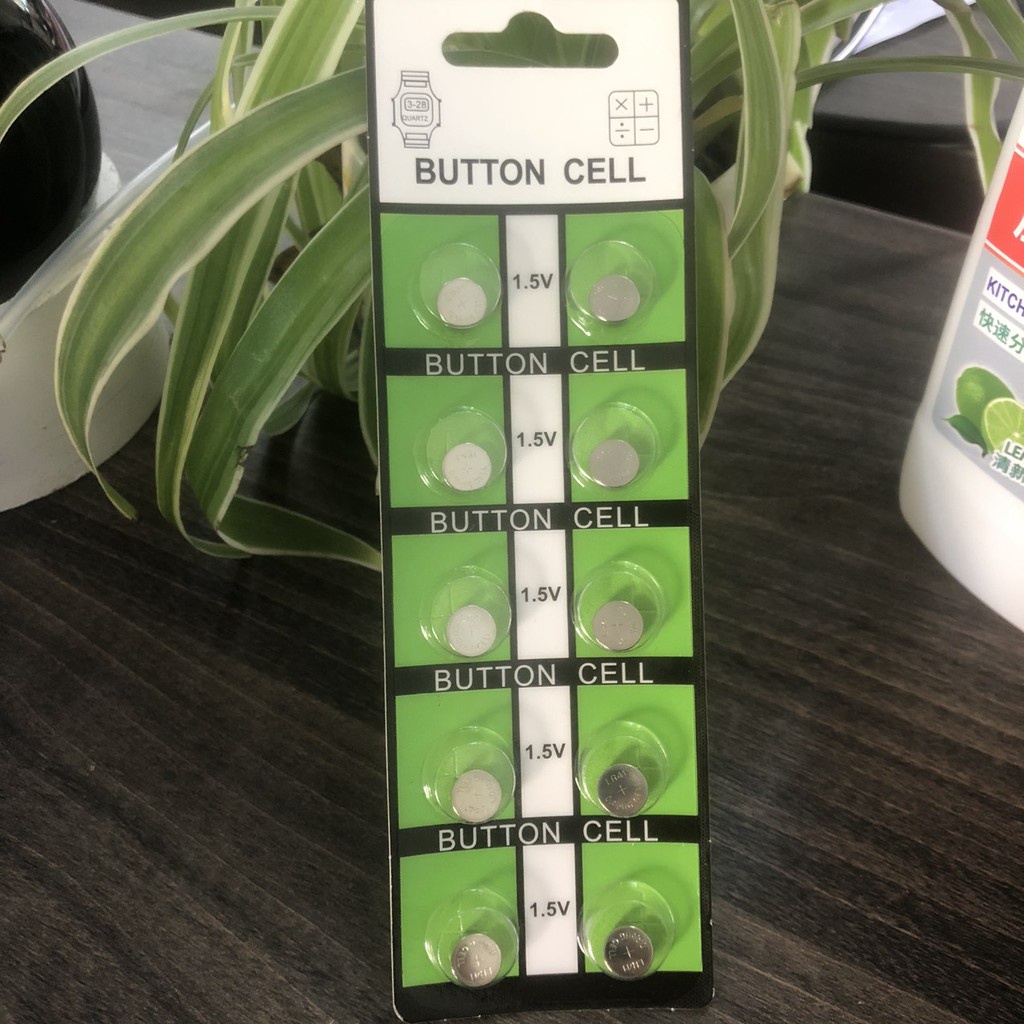 3-28
QUARTZ
× +
÷ −
BUTTON CELL
1.5V
BUTTON CELL
1.5V
BUTTON CELL
1.5V
BUTTON CELL
1.5V
BUTTON CELL
1.5V
KITCH
快速分
LE
清新